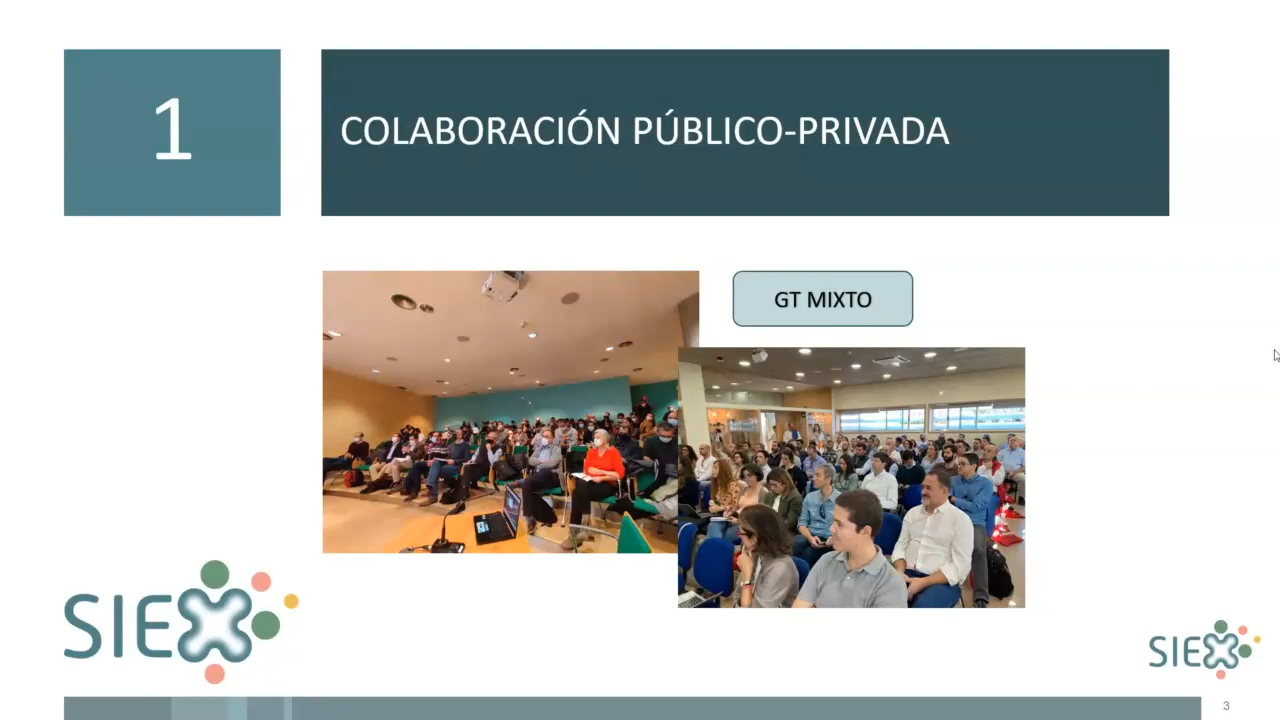 1
COLABORACIÓN PÚBLICO-PRIVADA
GT MIXTO
SIEX
SIEX
3